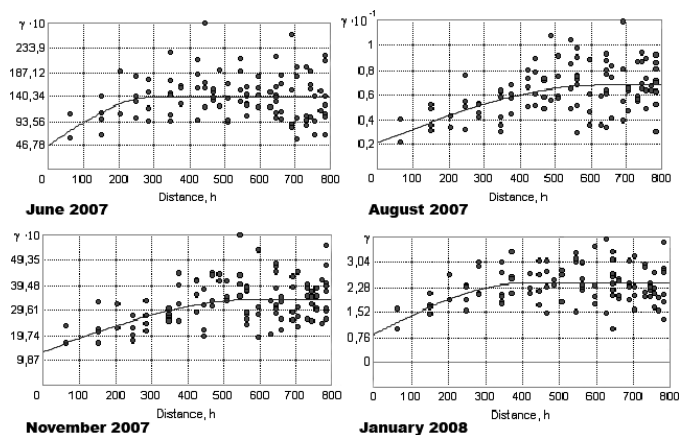 γ ·10
233,9
187,12
140,34
93,56
46,78
0 100 200 300 400 500 600 700 800
Distance, h
June 2007
γ ·10⁻¹
1
0,8
0,6
0,4
0,2
0 100 200 300 400 500 600 700 800
Distance, h
August 2007
γ ·10
49,35
39,48
29,61
19,74
9,87
0 100 200 300 400 500 600 700 800
Distance, h
November 2007
γ
3,04
2,28
1,52
0,76
0
0 100 200 300 400 500 600 700 800
Distance, h
January 2008